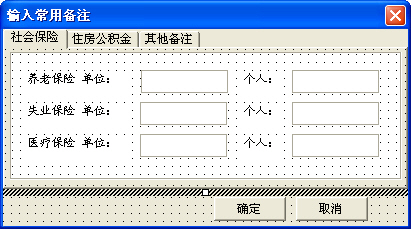 输入常用备注
社会保险 住房公积金 其他备注
养老保险 单位： 个人：
失业保险 单位： 个人：
医疗保险 单位： 个人：
确定 取消